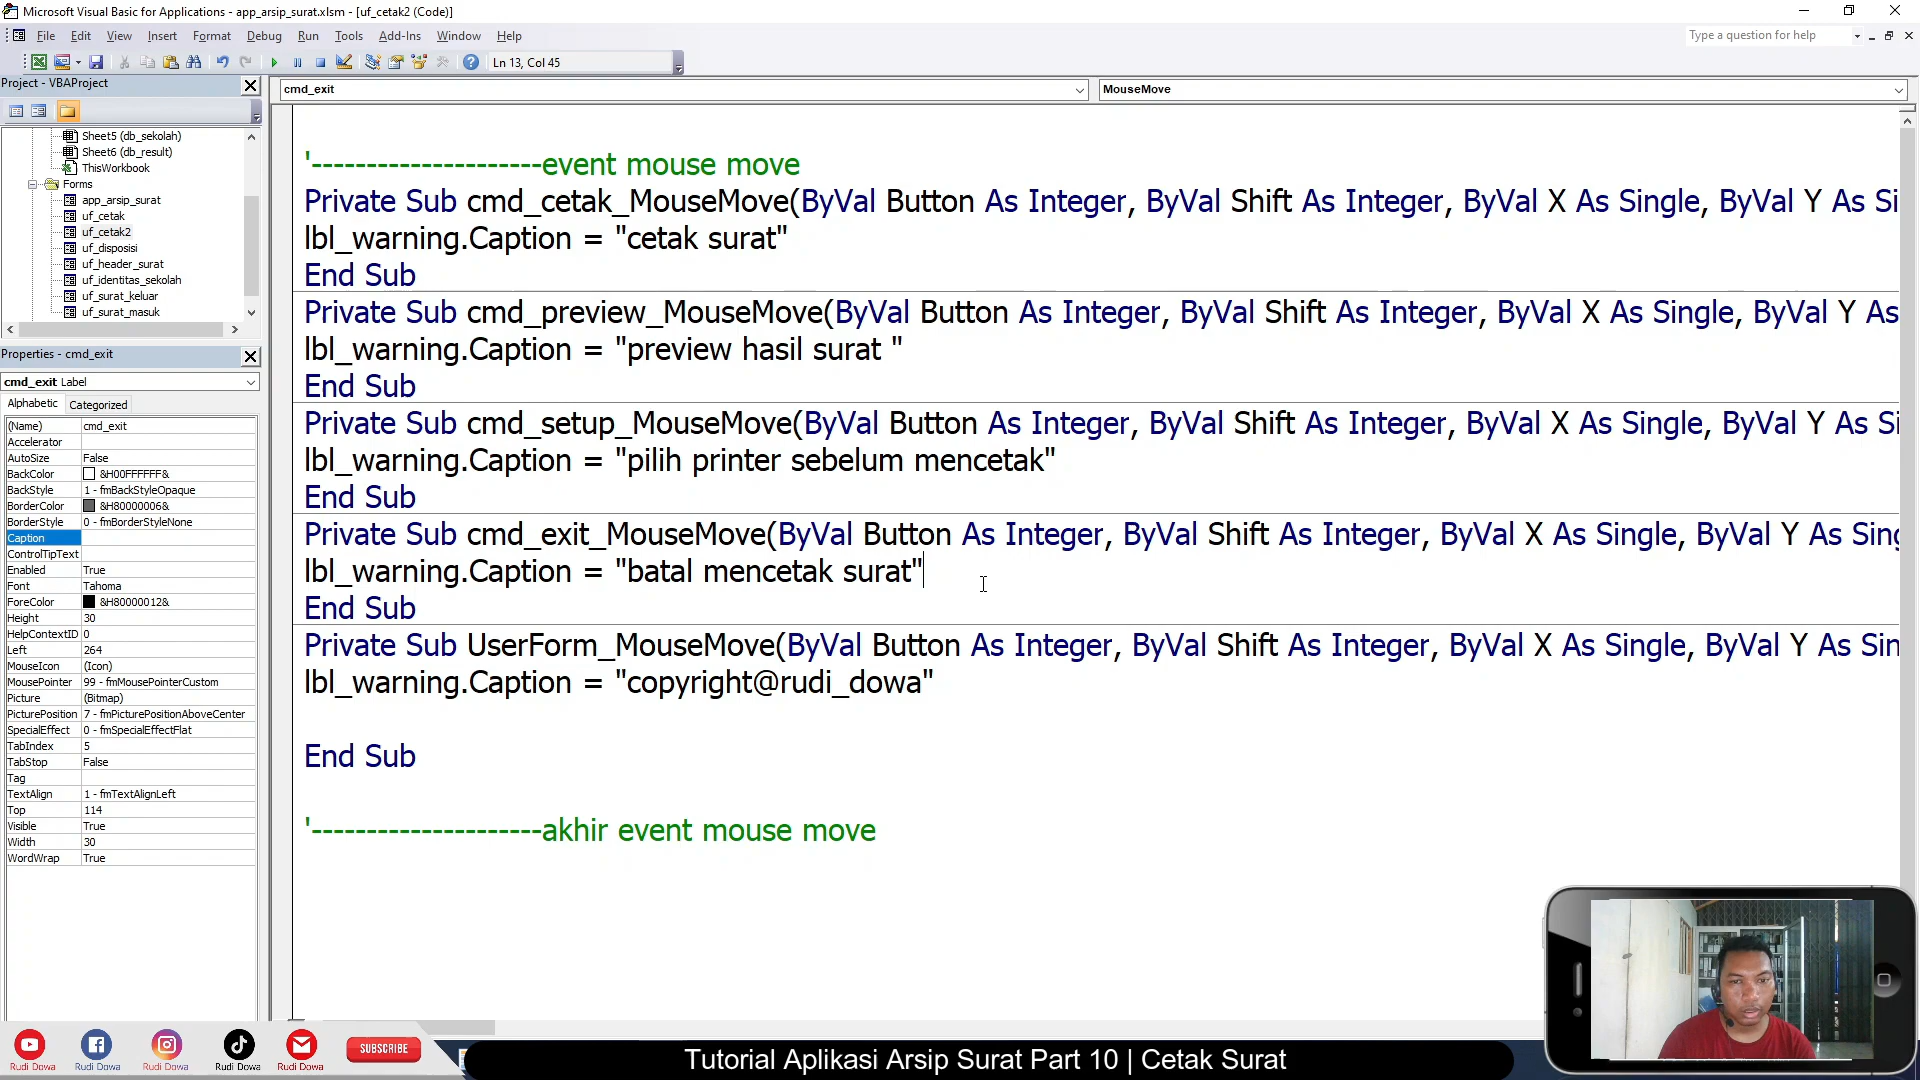 Microsoft Visual Basic for Applications - app_arsip_surat.xlsm - [uf_cetak2 (Code)]
File Edit View Insert Format Debug Run Tools Add-Ins Window Help
Type a question for help
Ln 13, Col 45
Project - VBAProject
cmd_exit
MouseMove
Sheet5 (db_sekolah)
Sheet6 (db_result)
ThisWorkbook
Forms
app_arsip_surat
uf_cetak
uf_cetak2
uf_disposisi
uf_header_surat
uf_identitas_sekolah
uf_surat_keluar
uf_surat_masuk
Properties - cmd_exit
cmd_exit Label
Alphabetic Categorized
(Name) cmd_exit
Accelerator
AutoSize False
BackColor &H00FFFFFF&
BackStyle 1 - fmBackStyleOpaque
BorderColor &H80000006&
BorderStyle 0 - fmBorderStyleNone
Caption
ControlTipText
Enabled True
Font Tahoma
ForeColor &H80000012&
Height 30
HelpContextID 0
Left 264
MouseIcon (Icon)
MousePointer 99 - fmMousePointerCustom
Picture (Bitmap)
PicturePosition 7 - fmPicturePositionAboveCenter
SpecialEffect 0 - fmSpecialEffectFlat
TabIndex 5
TabStop False
Tag
TextAlign 1 - fmTextAlignLeft
Top 114
Visible True
Width 30
WordWrap True
'---------------------event mouse move
Private Sub cmd_cetak_MouseMove(ByVal Button As Integer, ByVal Shift As Integer, ByVal X As Single, ByVal Y As Si
lbl_warning.Caption = "cetak surat"
End Sub
Private Sub cmd_preview_MouseMove(ByVal Button As Integer, ByVal Shift As Integer, ByVal X As Single, ByVal Y As
lbl_warning.Caption = "preview hasil surat "
End Sub
Private Sub cmd_setup_MouseMove(ByVal Button As Integer, ByVal Shift As Integer, ByVal X As Single, ByVal Y As Si
lbl_warning.Caption = "pilih printer sebelum mencetak"
End Sub
Private Sub cmd_exit_MouseMove(ByVal Button As Integer, ByVal Shift As Integer, ByVal X As Single, ByVal Y As Sing
lbl_warning.Caption = "batal mencetak surat"
End Sub
Private Sub UserForm_MouseMove(ByVal Button As Integer, ByVal Shift As Integer, ByVal X As Single, ByVal Y As Sin
lbl_warning.Caption = "copyright@rudi_dowa"
End Sub
'---------------------akhir event mouse move
Rudi Dowa Rudi Dowa Rudi Dowa Rudi Dowa Rudi Dowa
SUBSCRIBE
Tutorial Aplikasi Arsip Surat Part 10 | Cetak Surat